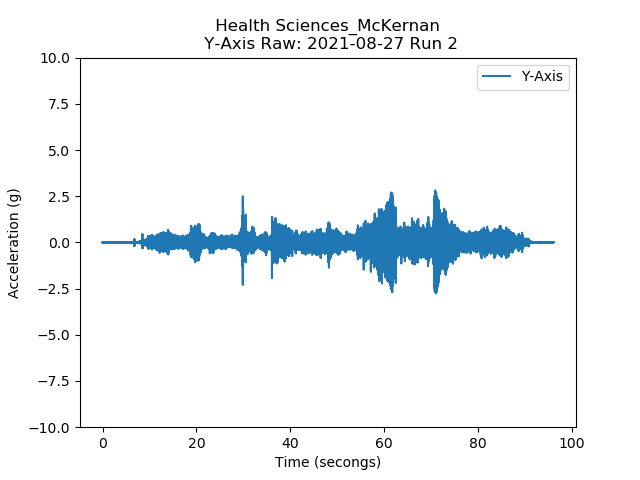 Health Sciences_McKernan
Y-Axis Raw: 2021-08-27 Run 2
10.0
7.5
5.0
2.5
0.0
−2.5
−5.0
−7.5
−10.0
Acceleration (g)
Y-Axis
0 20 40 60 80 100
Time (secongs)